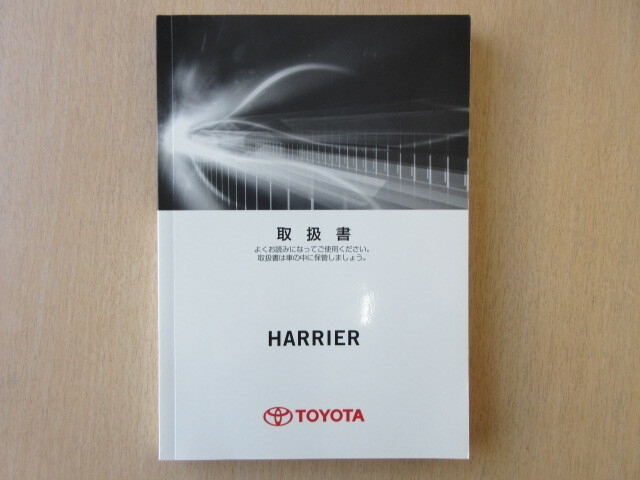 取扱書
よくお読みになってご使用ください。
取扱書は車の中に保管しましょう。
HARRIER
TOYOTA